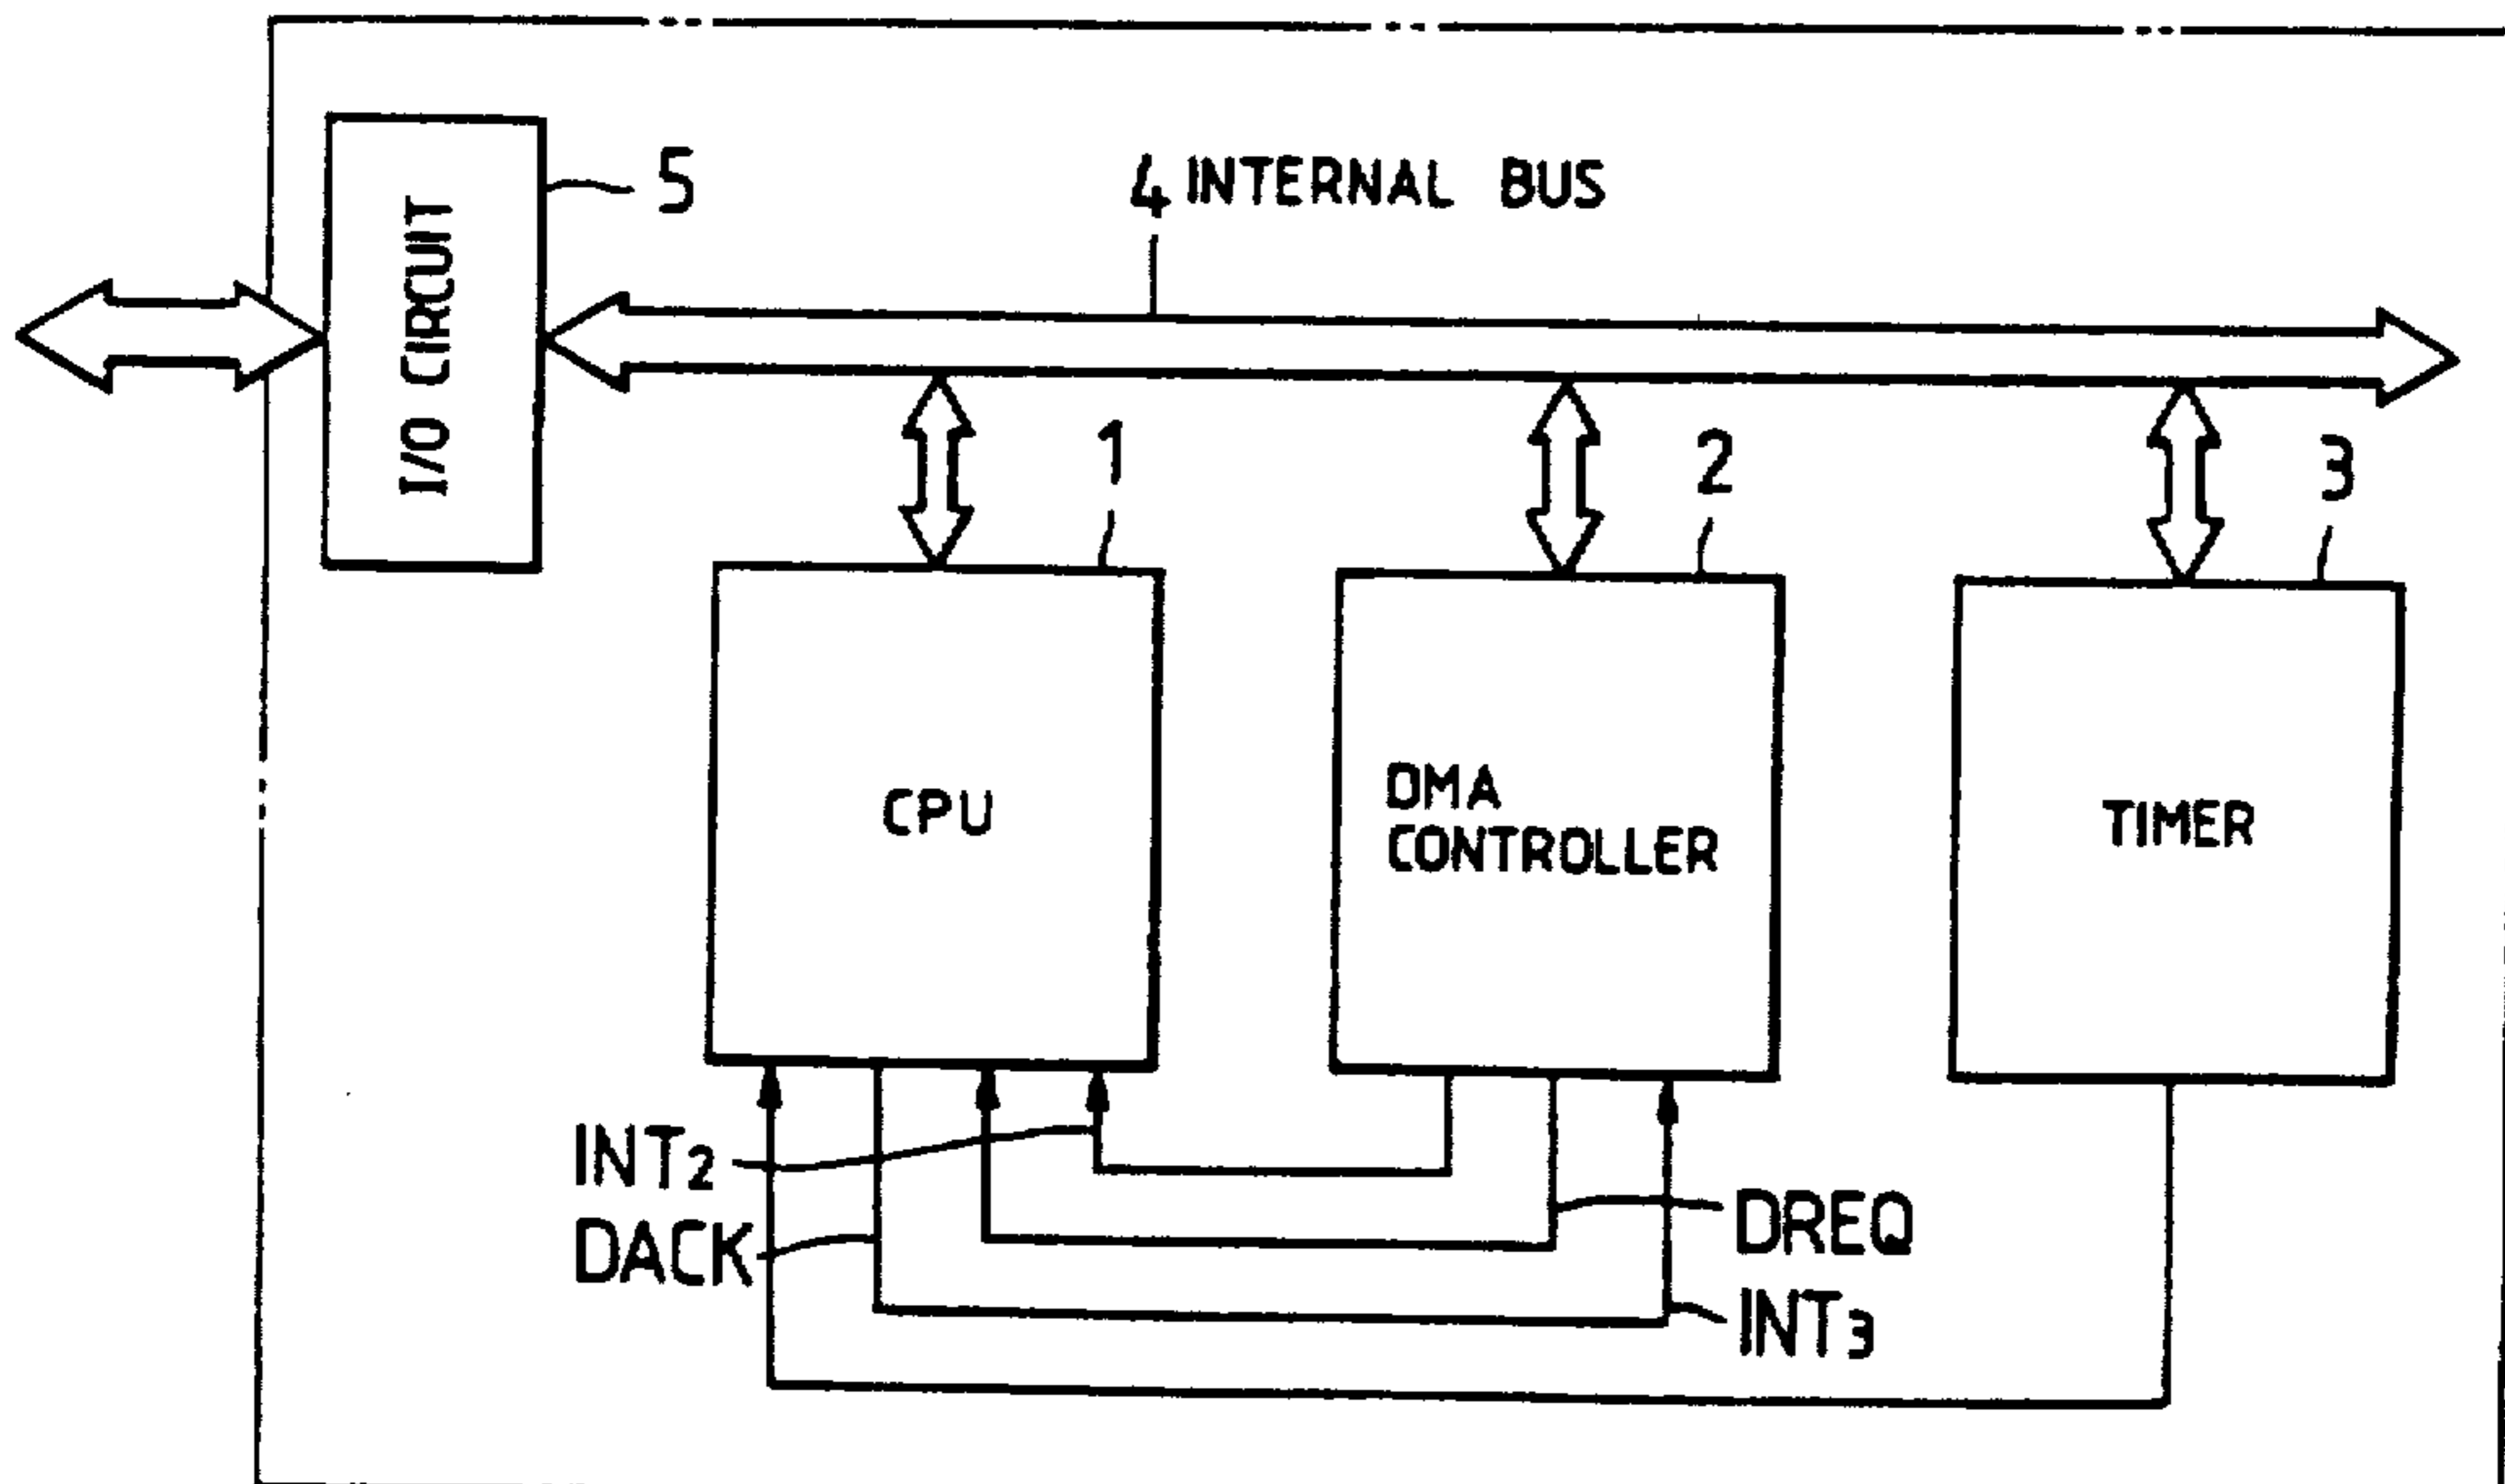 5
4 INTERNAL BUS
I/O CIRCUIT
1
2
3
CPU
DMA
CONTROLLER
TIMER
INT2
DACK
DREQ
INT3